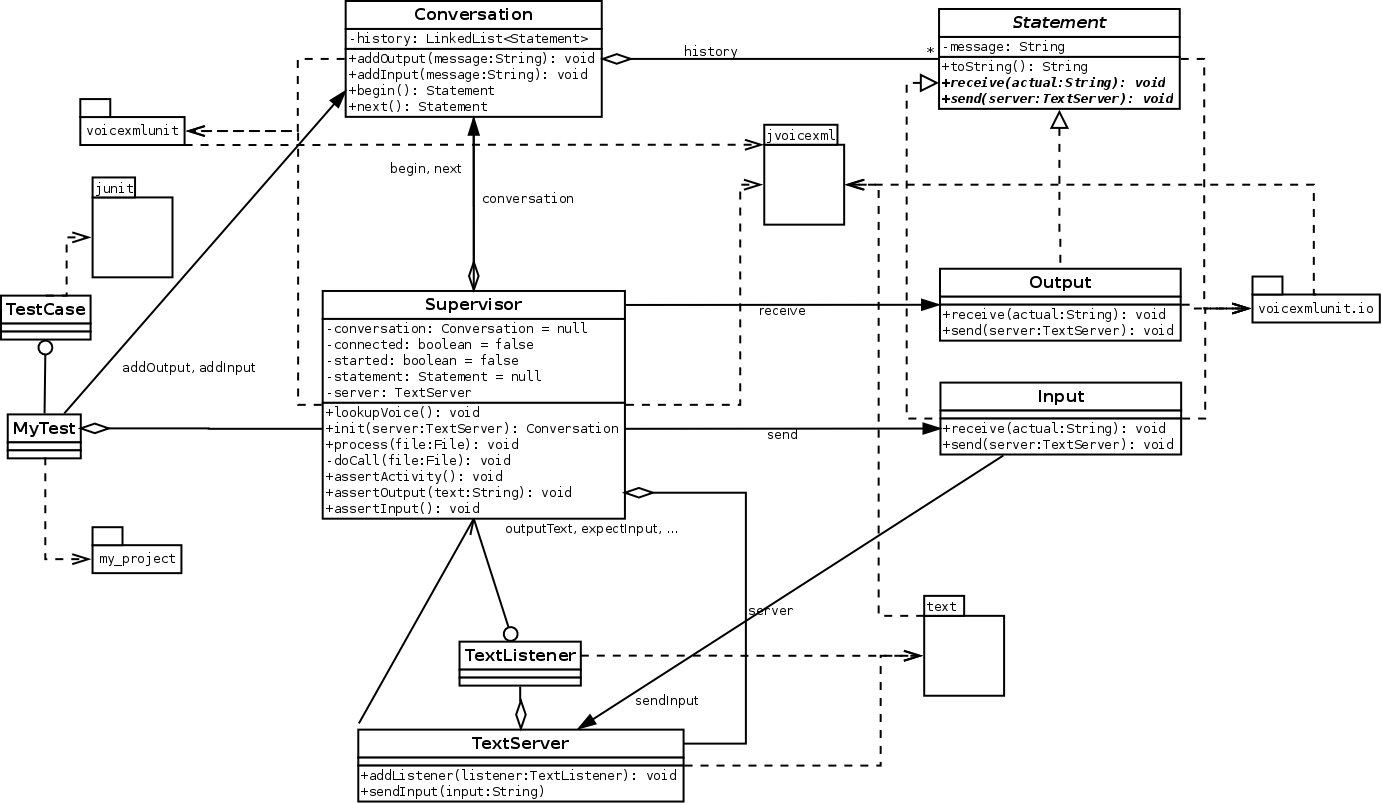 Conversation
-history: LinkedList<Statement>
+addOutput(message:String): void
+addInput(message:String): void
+begin(): Statement
+next(): Statement
history
*
Statement
-message: String
+toString(): String
+receive(actual:String): void
+send(server:TextServer): void
voicexmlunit
jvoicexml
begin, next
conversation
junit
TestCase
addOutput, addInput
MyTest
my_project
Supervisor
-conversation: Conversation = null
-connected: boolean = false
-started: boolean = false
-statement: Statement = null
-server: TextServer
+lookupVoice(): void
+init(server:TextServer): Conversation
+process(file:File): void
-doCall(file:File): void
+assertActivity(): void
+assertOutput(text:String): void
+assertInput(): void
receive
send
Output
+receive(actual:String): void
+send(server:TextServer): void
voicexmlunit.io
Input
+receive(actual:String): void
+send(server:TextServer): void
outputText, expectInput, ...
server
text
TextListener
sendInput
TextServer
+addListener(listener:TextListener): void
+sendInput(input:String)